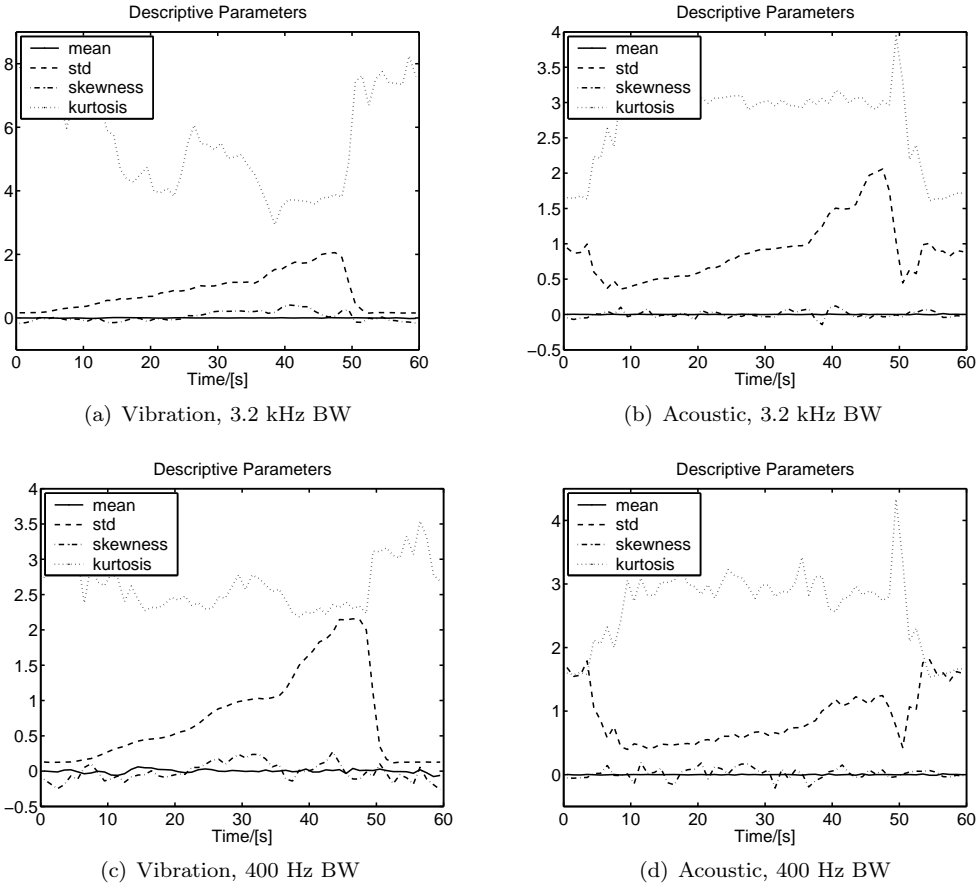 Descriptive Parameters
mean
std
skewness
kurtosis
8
6
4
2
0
0 10 20 30 40 50 60
Time/[s]
(a) Vibration, 3.2 kHz BW
Descriptive Parameters
mean
std
skewness
kurtosis
4
3.5
3
2.5
2
1.5
1
0.5
0
−0.5
0 10 20 30 40 50 60
Time/[s]
(b) Acoustic, 3.2 kHz BW
Descriptive Parameters
mean
std
skewness
kurtosis
4
3.5
3
2.5
2
1.5
1
0.5
0
−0.5
0 10 20 30 40 50 60
Time/[s]
(c) Vibration, 400 Hz BW
Descriptive Parameters
mean
std
skewness
kurtosis
4
3
2
1
0
0 10 20 30 40 50 60
Time/[s]
(d) Acoustic, 400 Hz BW